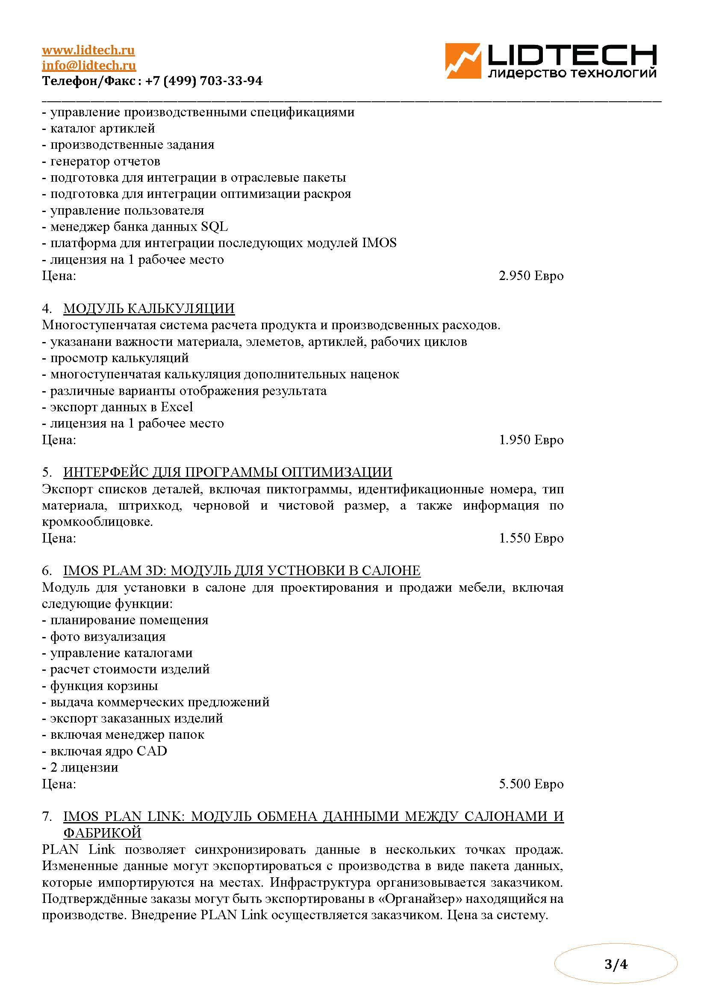 www.lidtech.ru
info@lidtech.ru
Телефон/Факс : +7 (499) 703-33-94
LIDTECH
лидерство технологий
- управление производственными спецификациями
- каталог артиклей
- производственные задания
- генератор отчетов
- подготовка для интеграции в отраслевые пакеты
- подготовка для интеграции оптимизации раскроя
- управление пользователя
- менеджер банка данных SQL
- платформа для интеграции последующих модулей IMOS
- лицензия на 1 рабочее место
Цена: 2.950 Евро
4. МОДУЛЬ КАЛЬКУЛЯЦИИ
Многоступенчатая система расчета продукта и производсвенных расходов.
- указанани важности материала, элеметов, артиклей, рабочих циклов
- просмотр калькуляций
- многоступенчатая калькуляция дополнительных наценок
- различные варианты отображения результата
- экспорт данных в Excel
- лицензия на 1 рабочее место
Цена: 1.950 Евро
5. ИНТЕРФЕЙС ДЛЯ ПРОГРАММЫ ОПТИМИЗАЦИИ
Экспорт списков деталей, включая пиктограммы, идентификационные номера, тип
материала, штрихкод, черновой и чистовой размер, а также информация по
кромкооблицовке.
Цена: 1.550 Евро
6. IMOS PLAM 3D: МОДУЛЬ ДЛЯ УСТНОВКИ В САЛОНЕ
Модуль для установки в салоне для проектирования и продажи мебели, включая
следующие функции:
- планирование помещения
- фото визуализация
- управление каталогами
- расчет стоимости изделий
- функция корзины
- выдача коммерческих предложений
- экспорт заказанных изделий
- включая менеджер папок
- включая ядро CAD
- 2 лицензии
Цена: 5.500 Евро
7. IMOS PLAN LINK: МОДУЛЬ ОБМЕНА ДАННЫМИ МЕЖДУ САЛОНАМИ И
ФАБРИКОЙ
PLAN Link позволяет синхронизировать данные в нескольких точках продаж.
Измененные данные могут экспортироваться с производства в виде пакета данных,
которые импортируются на местах. Инфраструктура организовывается заказчиком.
Подтверждённые заказы могут быть экспортированы в «Органайзер» находящийся на
производстве. Внедрение PLAN Link осуществляется заказчиком. Цена за систему.
3/4